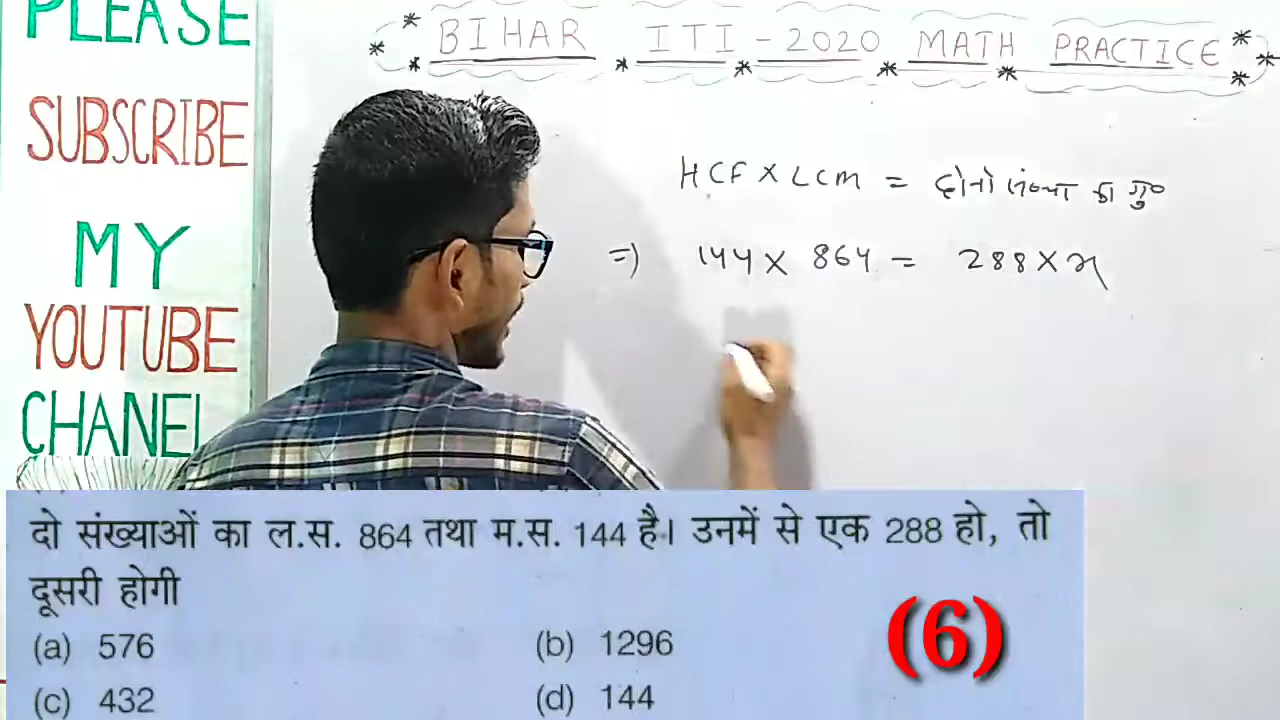 PLEASE
SUBSCRIBE
MY
YOUTUBE
CHANEL
BIHAR ITI - 2020 MATH PRACTICE
HCF × LCM = दोनो संख्या का गु०
=) 144 × 864 = 288 × x
दो संख्याओं का ल.स. 864 तथा म.स. 144 है। उनमें से एक 288 हो, तो
दूसरी होगी
(a) 576 (b) 1296
(6)
(c) 432 (d) 144